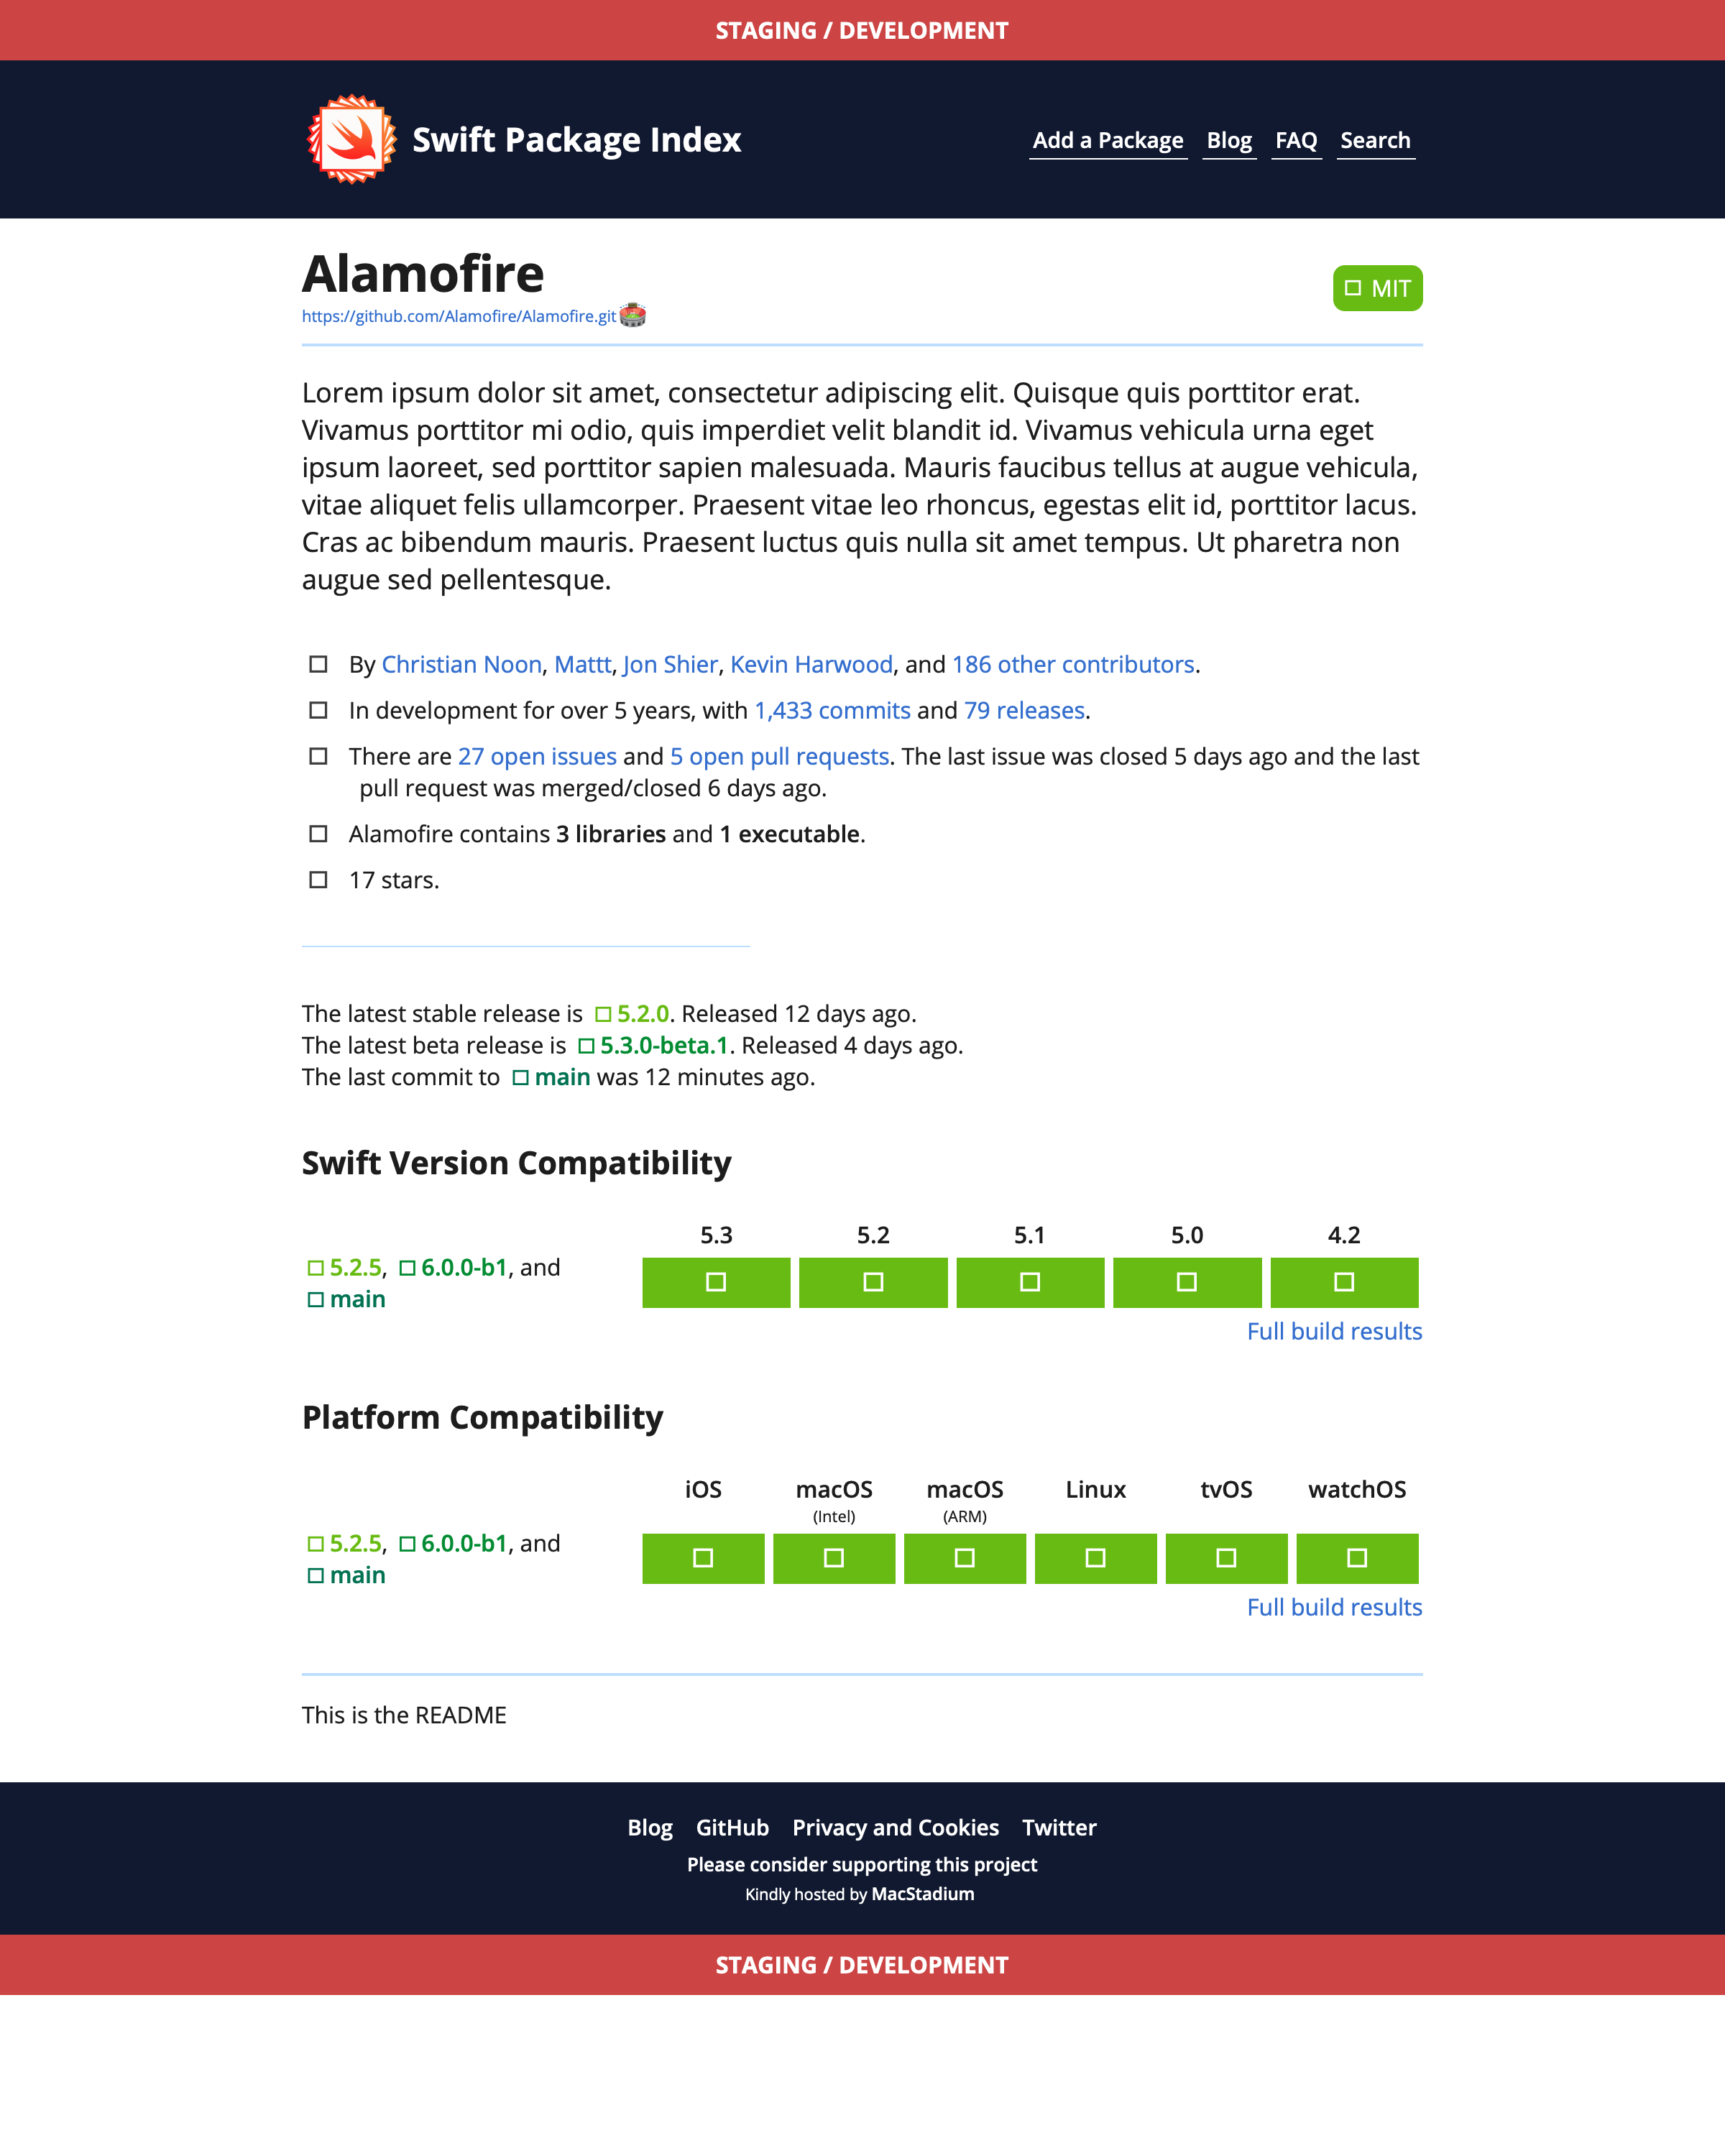 STAGING / DEVELOPMENT
Swift Package Index
Add a Package Blog FAQ Search
Alamofire
MIT
https://github.com/Alamofire/Alamofire.git
Lorem ipsum dolor sit amet, consectetur adipiscing elit. Quisque quis porttitor erat.
Vivamus porttitor mi odio, quis imperdiet velit blandit id. Vivamus vehicula urna eget
ipsum laoreet, sed porttitor sapien malesuada. Mauris faucibus tellus at augue vehicula,
vitae aliquet felis ullamcorper. Praesent vitae leo rhoncus, egestas elit id, porttitor lacus.
Cras ac bibendum mauris. Praesent luctus quis nulla sit amet tempus. Ut pharetra non
augue sed pellentesque.
By Christian Noon, Mattt, Jon Shier, Kevin Harwood, and 186 other contributors.
In development for over 5 years, with 1,433 commits and 79 releases.
There are 27 open issues and 5 open pull requests. The last issue was closed 5 days ago and the last
pull request was merged/closed 6 days ago.
Alamofire contains 3 libraries and 1 executable.
17 stars.
The latest stable release is 5.2.0. Released 12 days ago.
The latest beta release is 5.3.0-beta.1. Released 4 days ago.
The last commit to main was 12 minutes ago.
Swift Version Compatibility
5.3 5.2 5.1 5.0 4.2
5.2.5, 6.0.0-b1, and
main
Full build results
Platform Compatibility
iOS macOS macOS Linux tvOS watchOS
(Intel) (ARM)
5.2.5, 6.0.0-b1, and
main
Full build results
This is the README
Blog GitHub Privacy and Cookies Twitter
Please consider supporting this project
Kindly hosted by MacStadium
STAGING / DEVELOPMENT